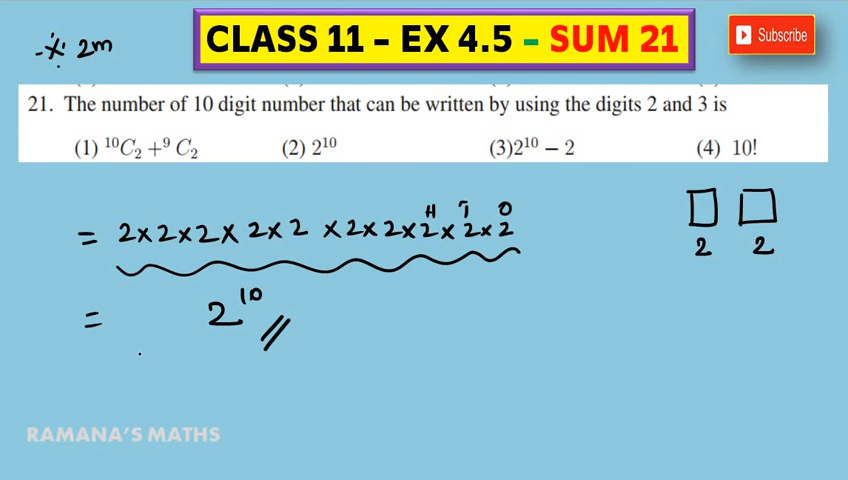 CLASS 11 – EX 4.5 – SUM 21
Subscribe
2m
21. The number of 10 digit number that can be written by using the digits 2 and 3 is
(1) ¹⁰C₂ +⁹ C₂ (2) 2¹⁰ (3)2¹⁰ − 2 (4) 10!
H T O
= 2×2×2×2×2×2×2×2×2×2
2 2
= 2¹⁰ //
RAMANA'S MATHS